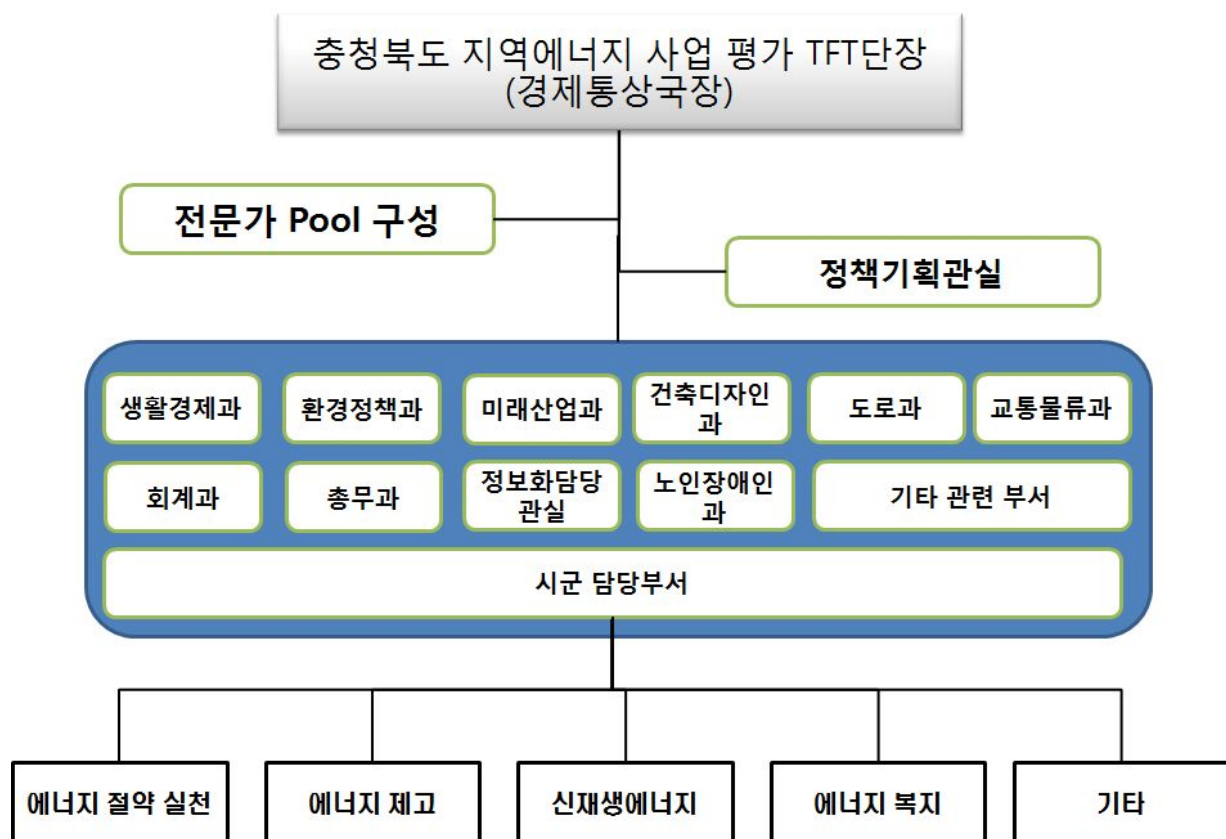 충청북도 지역에너지 사업 평가 TFT단장
(경제통상국장)
전문가 Pool 구성
정책기획관실
생활경제과
환경정책과
미래산업과
건축디자인
과
도로과
교통물류과
회계과
총무과
정보화담당
관실
노인장애인
과
기타 관련 부서
시군 담당부서
에너지 절약 실천
에너지 제고
신재생에너지
에너지 복지
기타